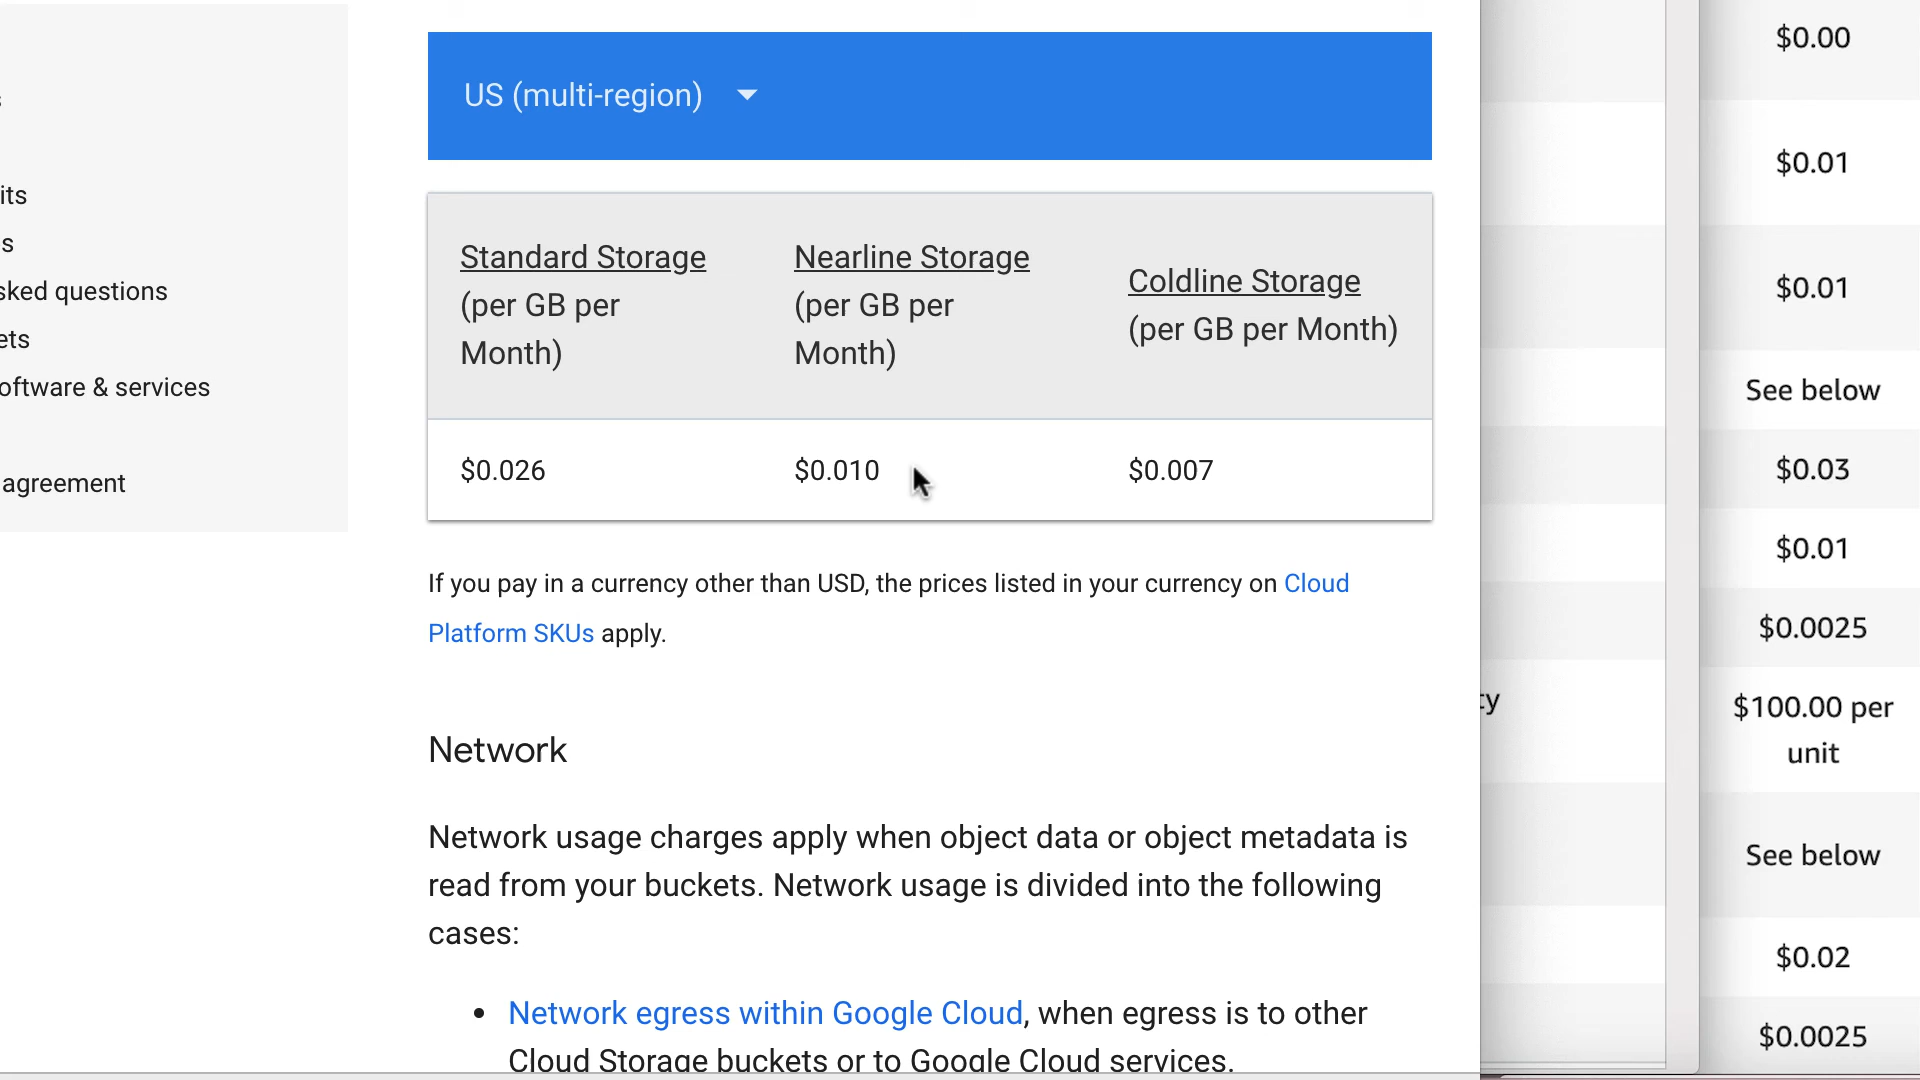 US (multi-region)
Standard Storage
(per GB per
Month)
Nearline Storage
(per GB per
Month)
Coldline Storage
(per GB per Month)
$0.026
$0.010
$0.007
If you pay in a currency other than USD, the prices listed in your currency on Cloud
Platform SKUs apply.
Network
Network usage charges apply when object data or object metadata is
read from your buckets. Network usage is divided into the following
cases:
• Network egress within Google Cloud, when egress is to other
Cloud Storage buckets or to Google Cloud services.
its
s
sked questions
ets
oftware & services
agreement
$0.00
$0.01
$0.01
See below
$0.03
$0.01
$0.0025
$100.00 per
unit
See below
$0.02
$0.0025